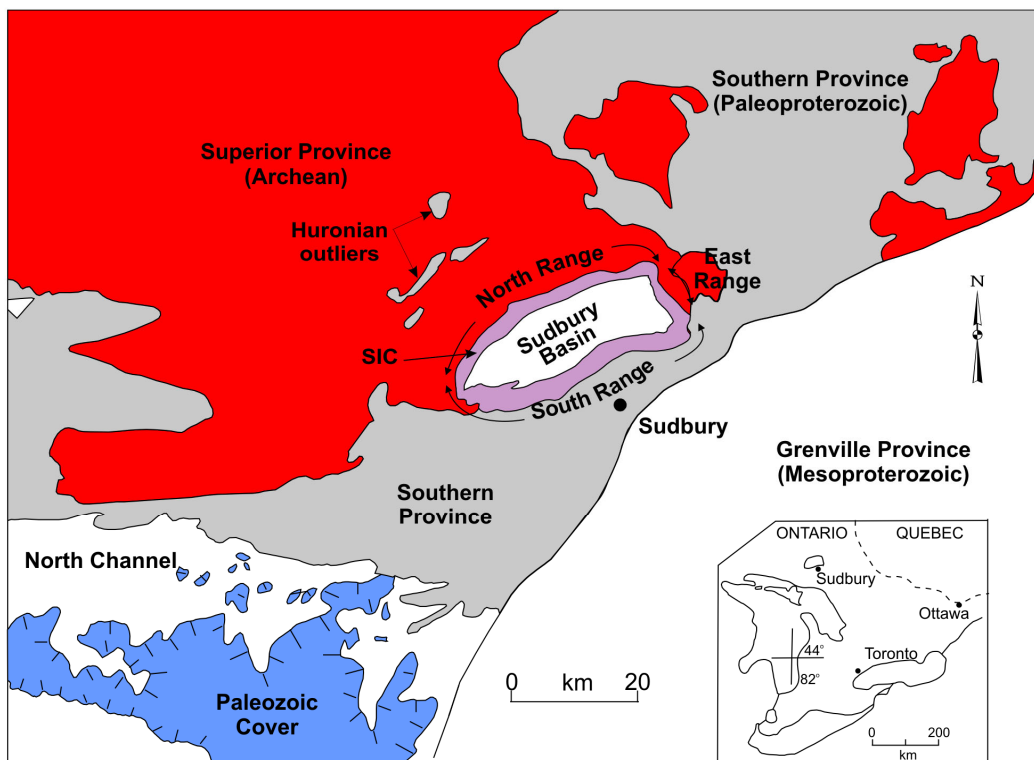 Southern Province
(Paleoproterozoic)
Superior Province
(Archean)
Huronian
outliers
North Range
East
Range
Sudbury
Basin
SIC
South Range
Sudbury
N
Grenville Province
(Mesoproterozoic)
Southern
Province
North Channel
Paleozoic
Cover
0 km 20
ONTARIO QUEBEC
Sudbury
Ottawa
Toronto
44°
82°
0 200
km